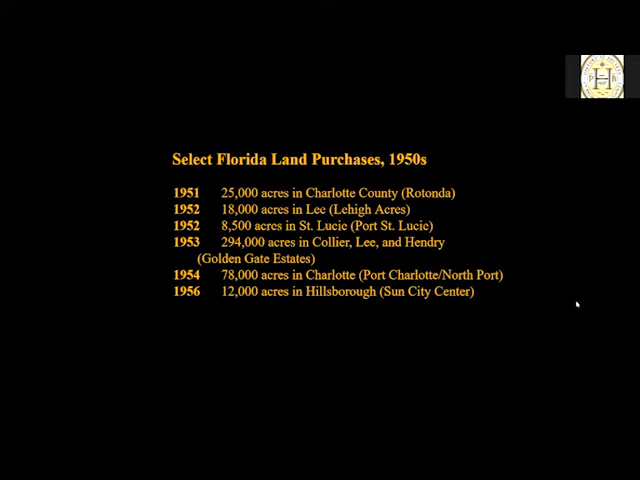 Select Florida Land Purchases, 1950s
1951 25,000 acres in Charlotte County (Rotonda)
1952 18,000 acres in Lee (Lehigh Acres)
1952 8,500 acres in St. Lucie (Port St. Lucie)
1953 294,000 acres in Collier, Lee, and Hendry
(Golden Gate Estates)
1954 78,000 acres in Charlotte (Port Charlotte/North Port)
1956 12,000 acres in Hillsborough (Sun City Center)
H